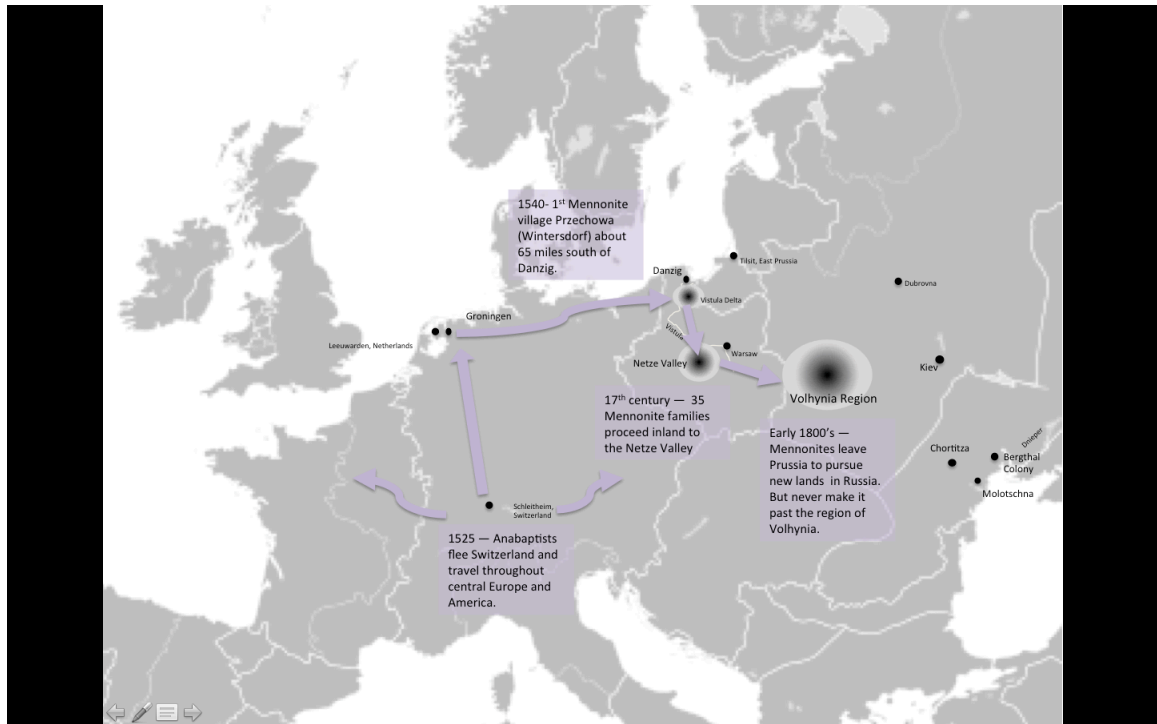 1540- 1st Mennonite
village Przechowa
(Wintersdorf) about
65 miles south of
Danzig.
Danzig
Tilsit, East Prussia
Dubrovna
Vistula Delta
Groningen
Leeuwarden, Netherlands
Vistula
Warsaw
Netze Valley
Kiev
Volhynia Region
17th century — 35
Mennonite families
proceed inland to
the Netze Valley
Early 1800's —
Mennonites leave
Prussia to pursue
new lands in Russia.
But never make it
past the region of
Volhynia.
Dnieper
Chortitza
Bergthal
Colony
Molotschna
Schleitheim,
Switzerland
1525 — Anabaptists
flee Switzerland and
travel throughout
central Europe and
America.